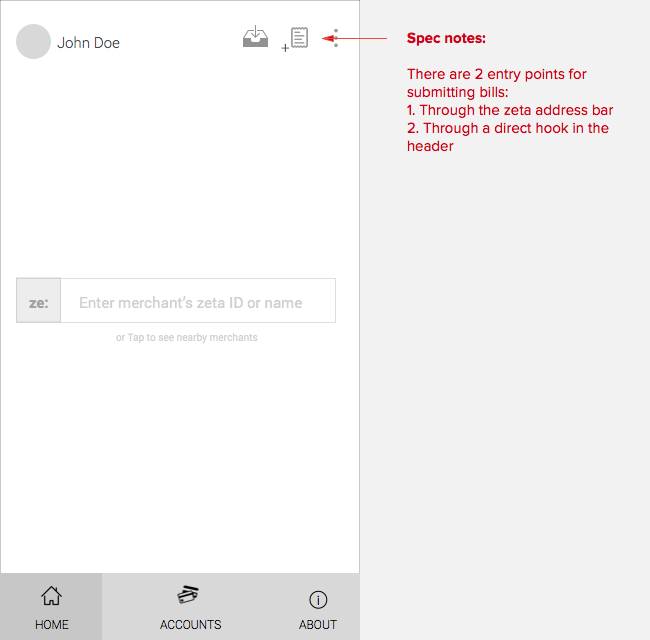 John Doe
Spec notes:
There are 2 entry points for
submitting bills:
1. Through the zeta address bar
2. Through a direct hook in the
header
ze: Enter merchant's zeta ID or name
or Tap to see nearby merchants
HOME ACCOUNTS ABOUT